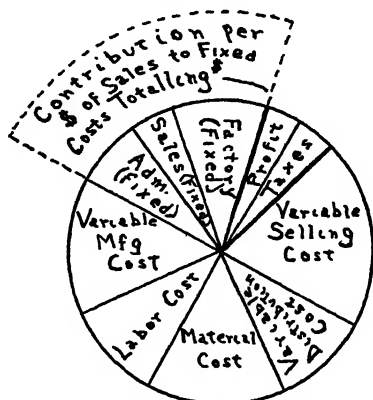 Contribution per
$ of Sales to Fixed
Costs Totalling $
Adm.
(Fixed)
Sales (Fixed)
Factory
(Fixed)
Profit
Taxes
Variable
Selling
Cost
Variable
Distribution
Cost
Material
Cost
Labor Cost
Variable
Mfg
Cost